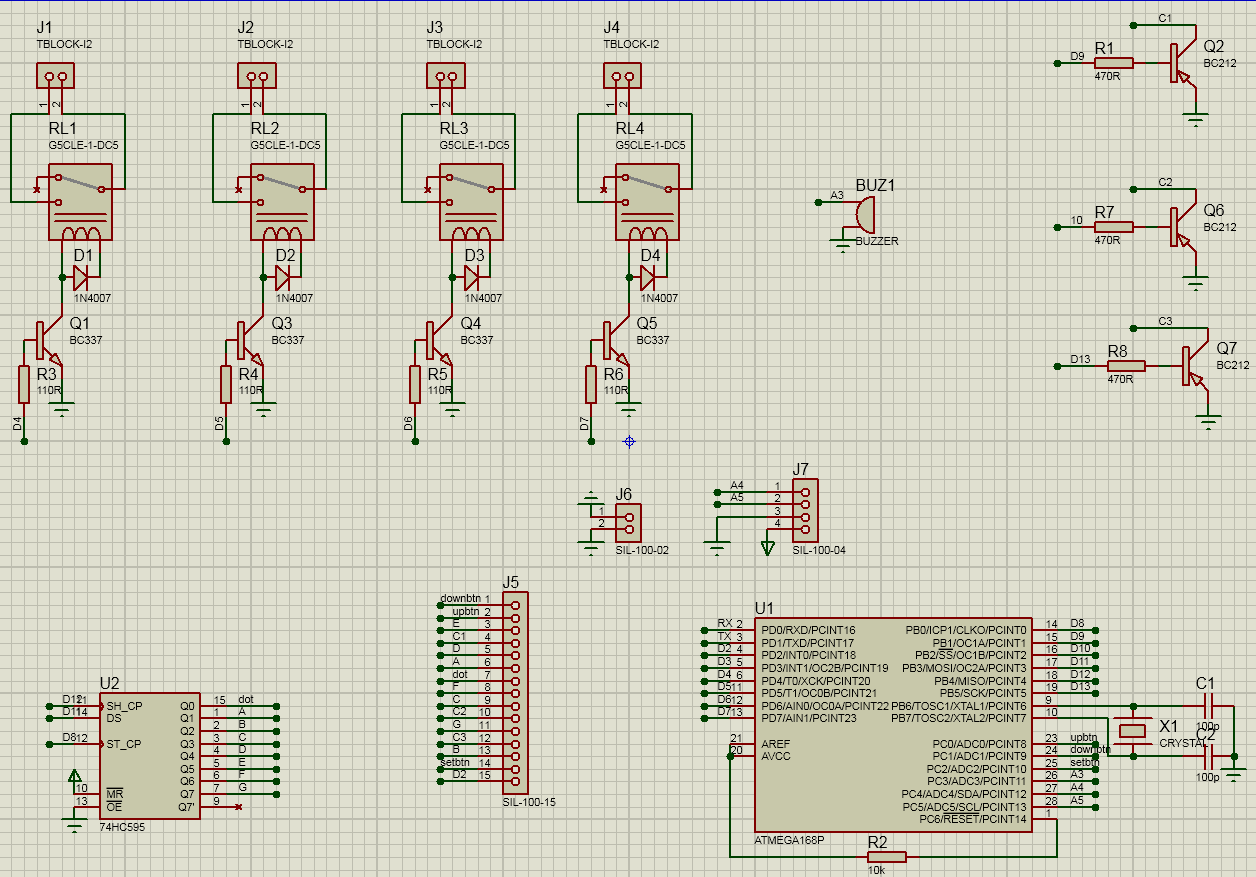 J1
TBLOCK-I2
J2
TBLOCK-I2
J3
TBLOCK-I2
J4
TBLOCK-I2
1
2
1
2
1
2
1
2
RL1
G5CLE-1-DC5
RL2
G5CLE-1-DC5
RL3
G5CLE-1-DC5
RL4
G5CLE-1-DC5
D1
1N4007
D2
1N4007
D3
1N4007
D4
1N4007
Q1
BC337
Q3
BC337
Q4
BC337
Q5
BC337
R3
110R
R4
110R
R5
110R
R6
110R
D4
D5
D6
D7
A3
BUZ1
BUZZER
C1
D9
R1
470R
Q2
BC212
C2
10
R7
470R
Q6
BC212
C3
D13
R8
470R
Q7
BC212
J6
1
2
SIL-100-02
J7
A4 1
A5 2
3
4
SIL-100-04
J5
downbtn 1
upbtn 2
E 3
C1 4
D 5
A 6
dot 7
F 8
C 9
C2 10
G 11
C3 12
B 13
setbtn 14
D2 15
SIL-100-15
U2
D12 11 SH_CP Q0 15 dot
D11 14 DS Q1 1 A
Q2 2 B
D8 12 ST_CP Q3 3 C
Q4 4 D
Q5 5 E
Q6 6 F
10 MR Q7 7 G
13 OE Q7' 9
74HC595
U1
RX 2 PD0/RXD/PCINT16 PB0/ICP1/CLKO/PCINT0 14 D8
TX 3 PD1/TXD/PCINT17 PB1/OC1A/PCINT1 15 D9
D2 4 PD2/INT0/PCINT18 PB2/SS/OC1B/PCINT2 16 D10
D3 5 PD3/INT1/OC2B/PCINT19 PB3/MOSI/OC2A/PCINT3 17 D11
D4 6 PD4/T0/XCK/PCINT20 PB4/MISO/PCINT4 18 D12
D5 11 PD5/T1/OC0B/PCINT21 PB5/SCK/PCINT5 19 D13
D6 12 PD6/AIN0/OC0A/PCINT22 PB6/TOSC1/XTAL1/PCINT6 9
D7 13 PD7/AIN1/PCINT23 PB7/TOSC2/XTAL2/PCINT7 10
21 AREF PC0/ADC0/PCINT8 23 upbtn
20 AVCC PC1/ADC1/PCINT9 24 downbtn
PC2/ADC2/PCINT10 25 setbtn
PC3/ADC3/PCINT11 26 A3
PC4/ADC4/SDA/PCINT12 27 A4
PC5/ADC5/SCL/PCINT13 28 A5
PC6/RESET/PCINT14 1
ATMEGA168P
R2
10k
C1
100p
X1
CRYSTAL
C2
100p